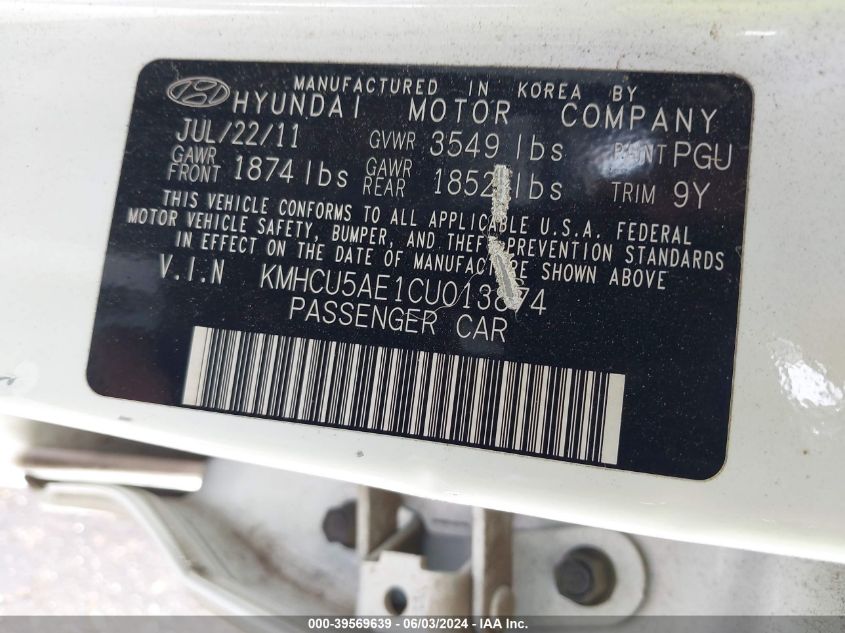 MANUFACTURED IN KOREA BY
HYUNDAI MOTOR COMPANY
JUL/22/11 GVWR 3549 lbs PAINT PGU
GAWR FRONT 1874 lbs GAWR REAR 1852 lbs TRIM 9Y
THIS VEHICLE CONFORMS TO ALL APPLICABLE U.S.A. FEDERAL
MOTOR VEHICLE SAFETY, BUMPER, AND THEFT PREVENTION STANDARDS
IN EFFECT ON THE DATE OF MANUFACTURE SHOWN ABOVE
V.I.N KMHCU5AE1CU013874
PASSENGER CAR
000-39569639 - 06/03/2024 - IAA Inc.